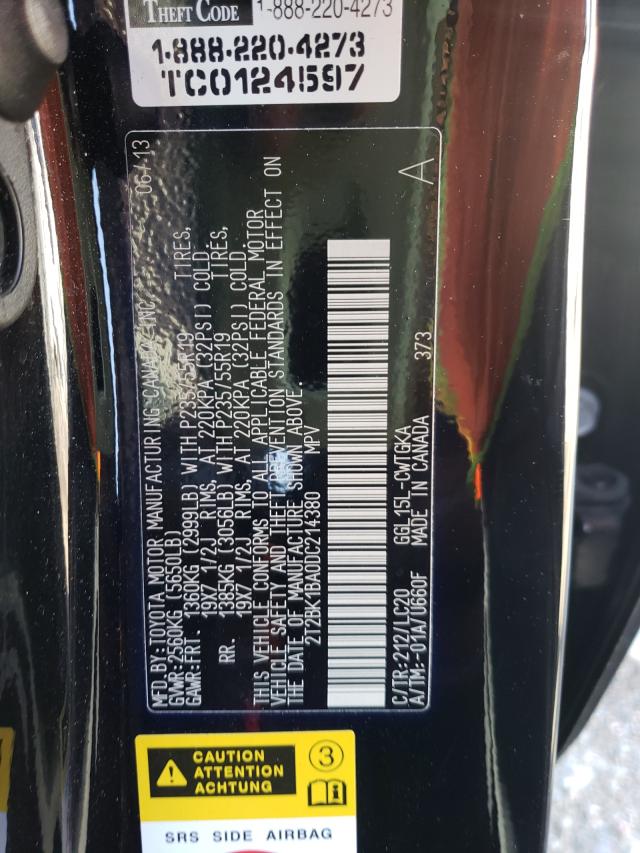 THEFT CODE 1-888-220-4273
1-888-220-4273
TC0124597
MFD.BY:TOYOTA MOTOR MANUFACTURING CANADA INC. 06/13
GVWR:2560KG (5650LB)
GAWR:FRT. 1360KG (2999LB) WITH P235/55R19 TIRES,
19X7 1/2J RIMS, AT 220KPA (32PSI) COLD.
RR. 1385KG (3056LB) WITH P235/55R19 TIRES,
19X7 1/2J RIMS, AT 220KPA (32PSI) COLD.
THIS VEHICLE CONFORMS TO ALL APPLICABLE FEDERAL MOTOR
VEHICLE SAFETY AND THEFT PREVENTION STANDARDS IN EFFECT ON
THE DATE OF MANUFACTURE SHOWN ABOVE.
2T2BK1BA0DC214380 MPV A
C/TR:212/LC20 GGL15L-CWTGKA 373
A/TM:-01A/U660F MADE IN CANADA
CAUTION
ATTENTION
ACHTUNG
3
SRS SIDE AIRBAG